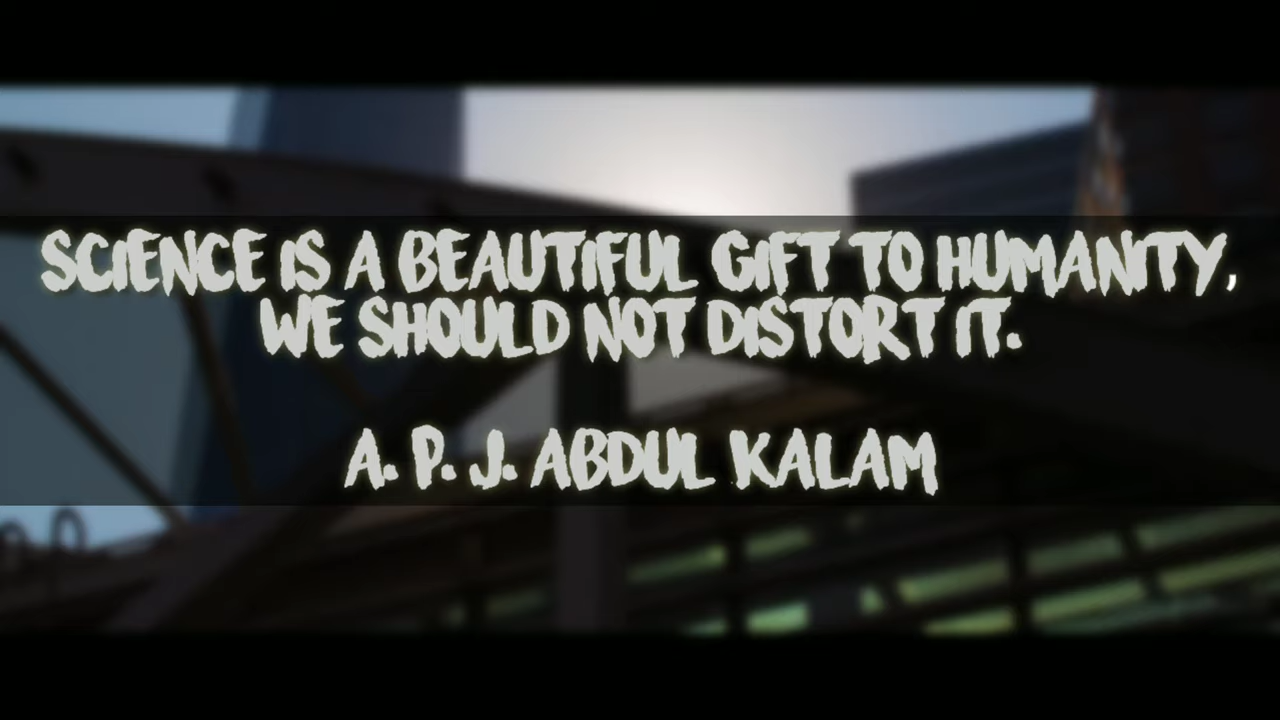 SCIENCE IS A BEAUTIFUL GIFT TO HUMANITY,
WE SHOULD NOT DISTORT IT.
A. P. J. ABDUL KALAM